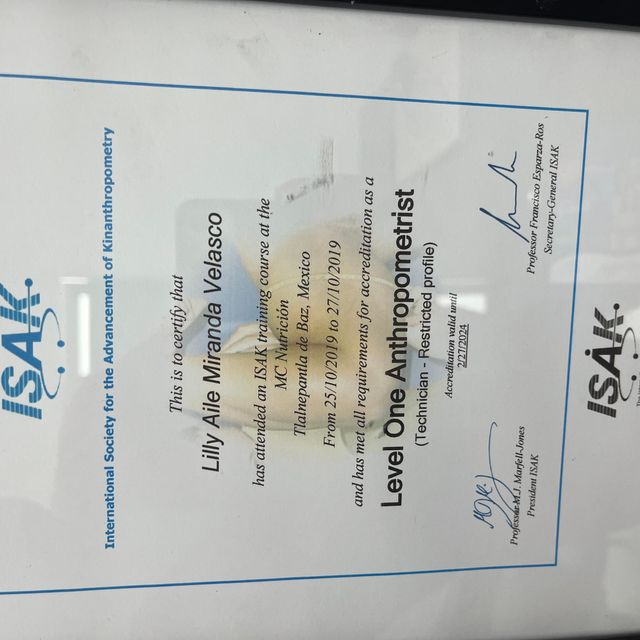 ISAK
International Society for the Advancement of Kinanthropometry
This is to certify that
Lilly Aile Miranda Velasco
has attended an ISAK training course at the
MC Nutrición
Tlalnepantla de Baz, Mexico
From 25/10/2019 to 27/10/2019
and has met all requirements for accreditation as a
Level One Anthropometrist
(Technician - Restricted profile)
Accreditation valid until
2/27/2024
Professor M.J. Marfell-Jones
President ISAK
Professor Francisco Esparza-Ros
Secretary-General ISAK
ISAK